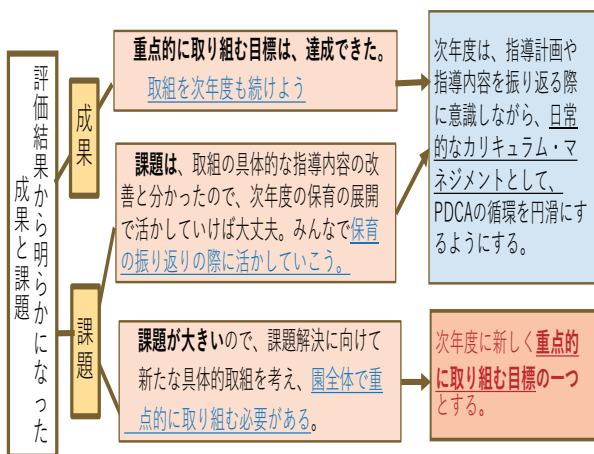 評価結果から明らかになった
成果と課題
成果
重点的に取り組む目標は、達成できた。
取組を次年度も続けよう
次年度は、指導計画や
指導内容を振り返る際
に意識しながら、日常
的なカリキュラム・マ
ネジメントとして、
PDCAの循環を円滑にす
るようにする。
課題は、取組の具体的な指導内容の改
善と分かったので、次年度の保育の展開
で活かしていけば大丈夫。みんなで保育
の振り返りの際に活かしていこう。
課題
課題が大きいので、課題解決に向けて
新たな具体的取組を考え、園全体で重
点的に取り組む必要がある。
次年度に新しく重点的
に取り組む目標の一つ
とする。